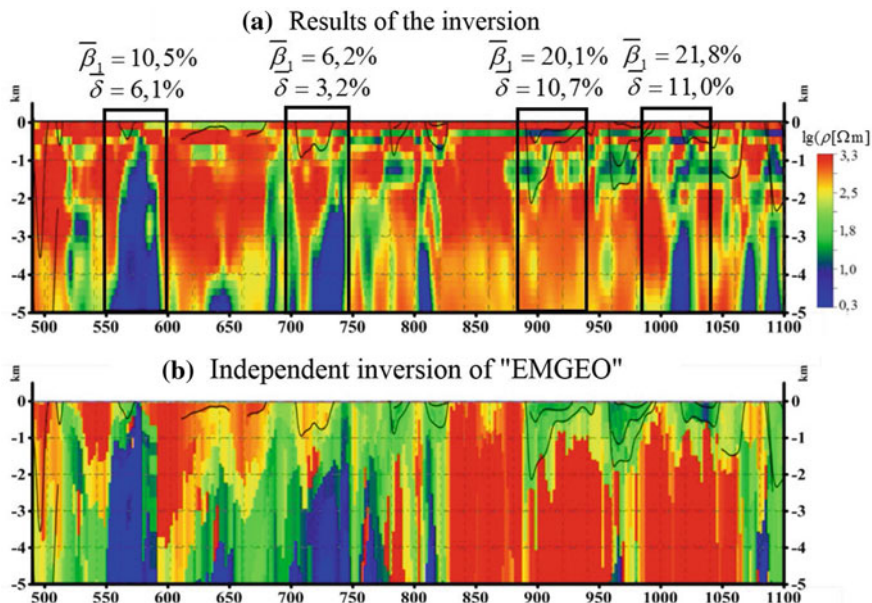 (a) Results of the inversion
β̅₁ = 10,5% β̅₁ = 6,2% β̅₁ = 20,1% β̅₁ = 21,8%
δ̅ = 6,1% δ̅ = 3,2% δ̅ = 10,7% δ̅ = 11,0%
km km
0 0
-1 -1
-2 -2
-3 -3
-4 -4
-5 -5
500 550 600 650 700 750 800 850 900 950 1000 1050 1100
lg(ρ[Ωm]
3,3
2,5
1,8
1,0
0,3
(b) Independent inversion of "EMGEO"
km km
0 0
-1 -1
-2 -2
-3 -3
-4 -4
-5 -5
500 550 600 650 700 750 800 850 900 950 1000 1050 1100